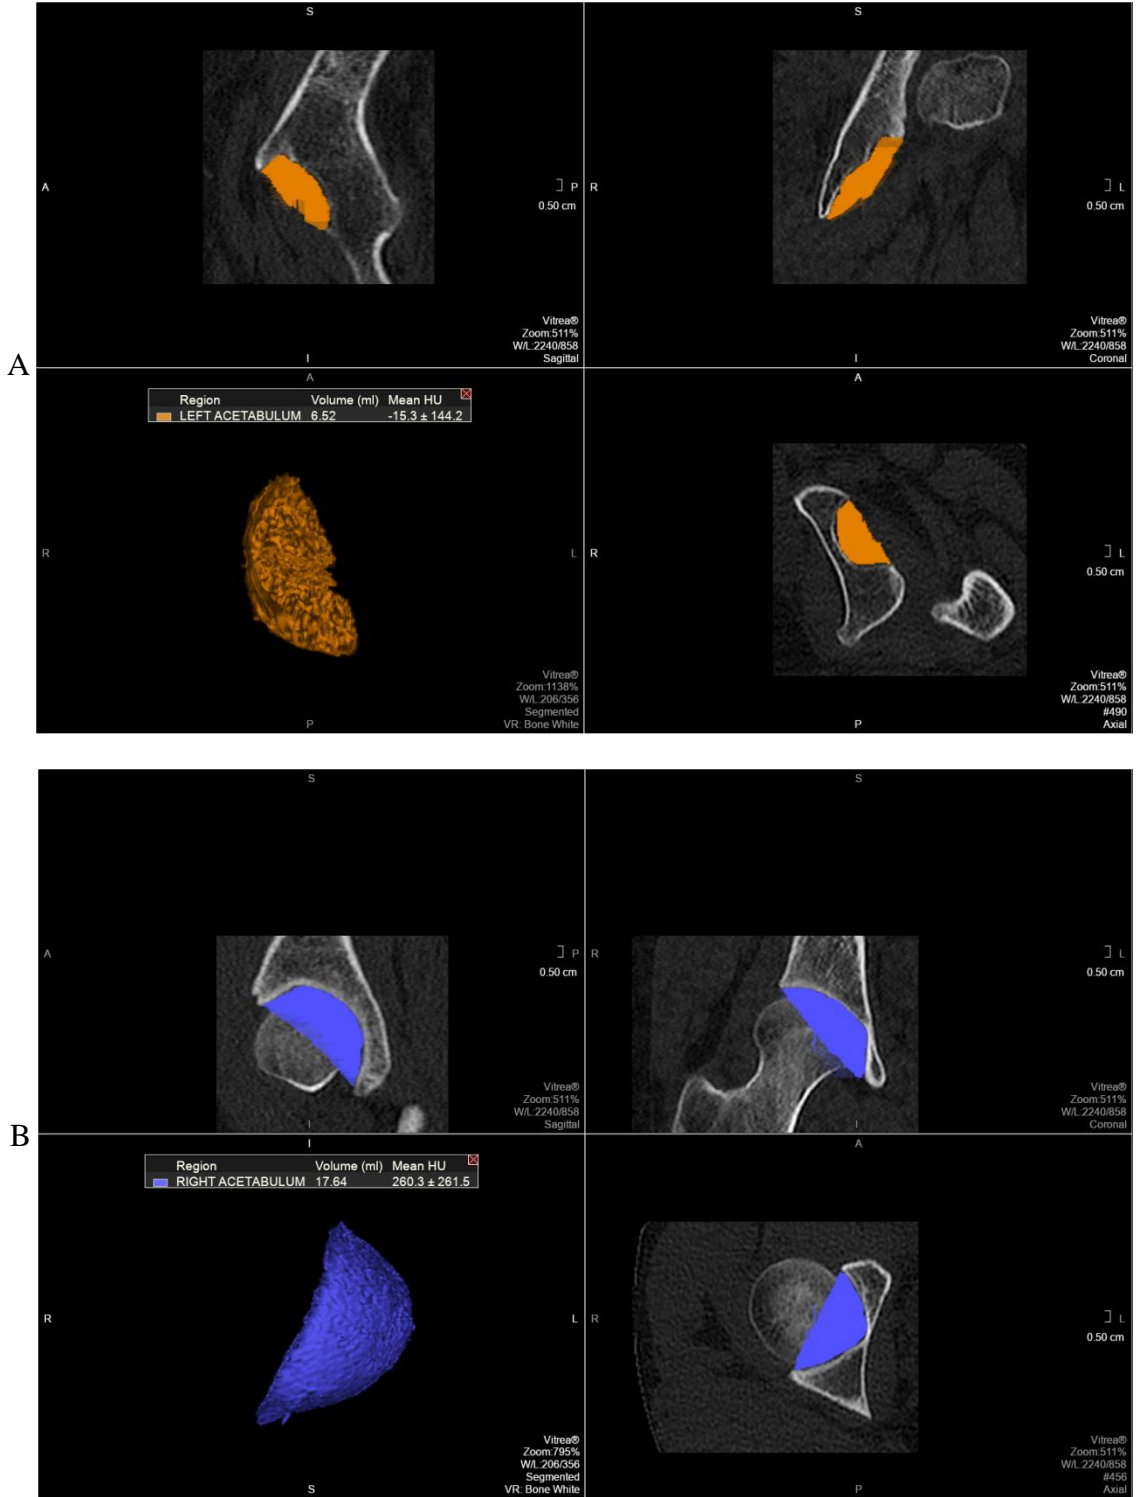 A
S
A
P
0.50 cm
Vitrea®
Zoom:511%
W/L:2240/858
Sagittal
I
S
R
L
0.50 cm
Vitrea®
Zoom:511%
W/L:2240/858
Coronal
I
A
Region Volume (ml) Mean HU
LEFT ACETABULUM 6.52 -15.3 ± 144.2
R
L
Vitrea®
Zoom:1138%
W/L:206/356
Segmented
VR: Bone White
P
A
R
L
0.50 cm
Vitrea®
Zoom:511%
W/L:2240/858
#490
Axial
P
B
S
A
P
0.50 cm
Vitrea®
Zoom:511%
W/L:2240/858
Sagittal
I
S
R
L
0.50 cm
Vitrea®
Zoom:511%
W/L:2240/858
Coronal
I
I
Region Volume (ml) Mean HU
RIGHT ACETABULUM 17.64 260.3 ± 261.5
R
L
Vitrea®
Zoom:795%
W/L:206/356
Segmented
VR: Bone White
S
A
R
L
0.50 cm
Vitrea®
Zoom:511%
W/L:2240/858
#456
Axial
P